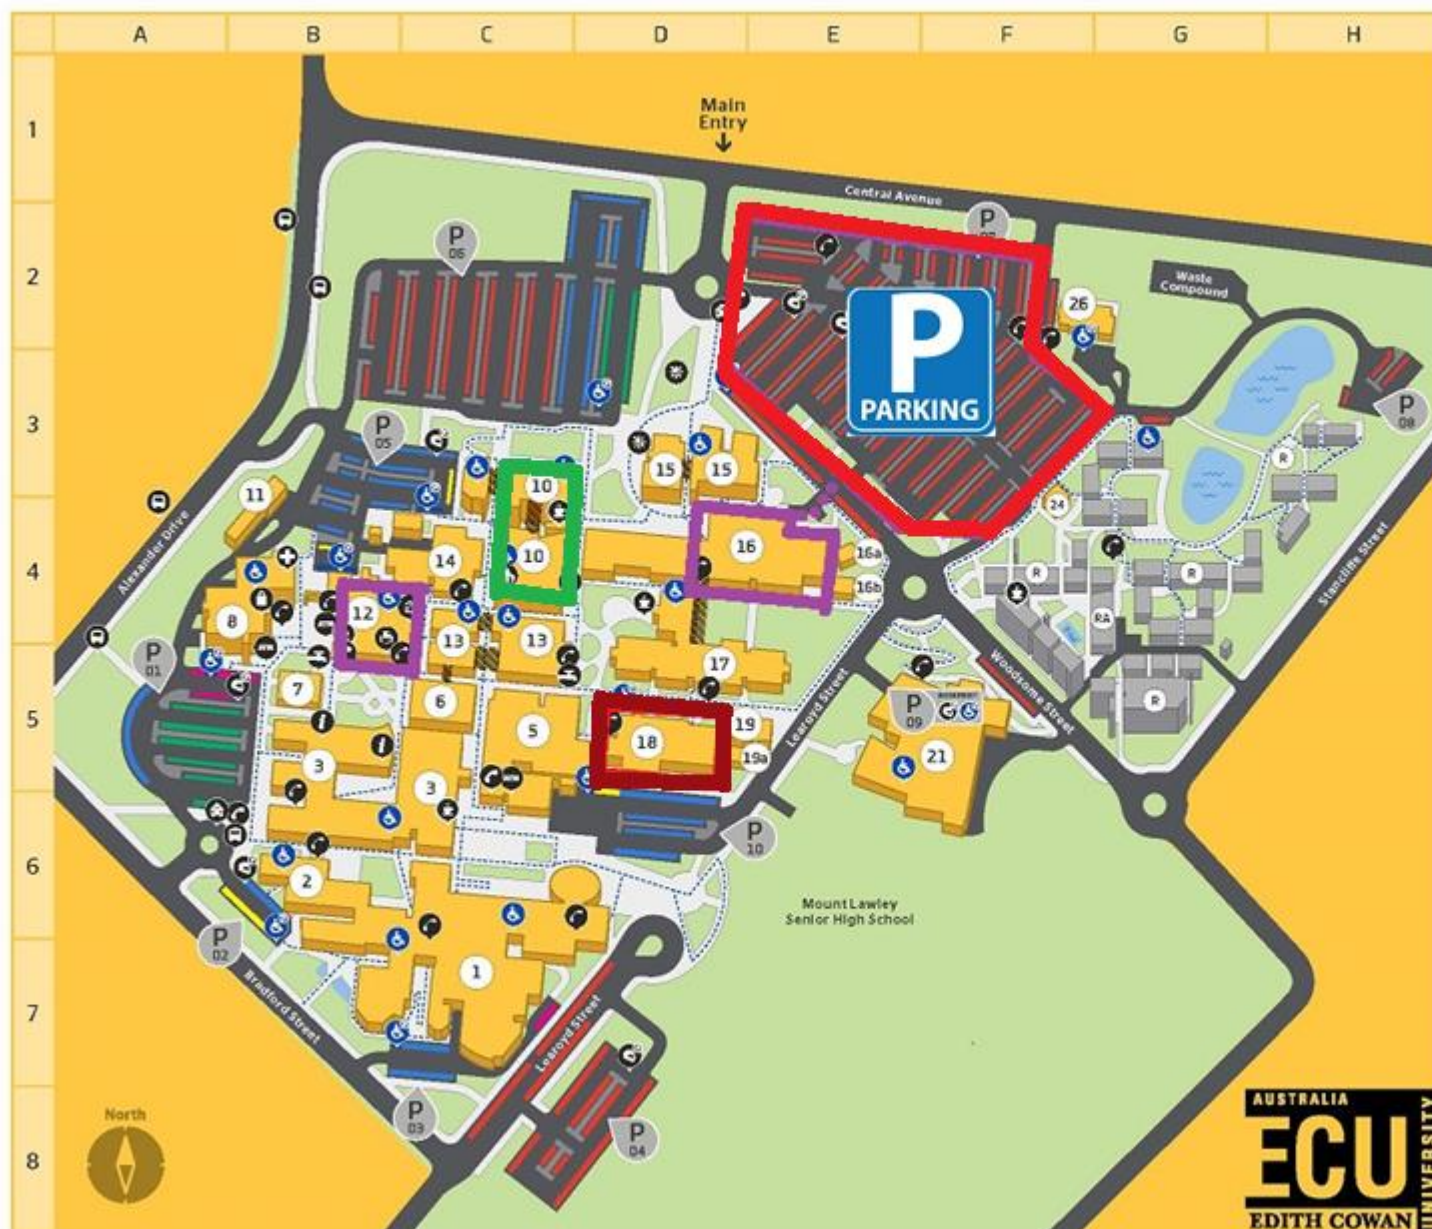 A B C D E F G H
1
Main
Entry
Central Avenue
P
06
P
2
Waste
Compound
26
P
PARKING
P
08
3
P
05
R
15 15
10
11
24
Alexander Drive
16
4
14
10
16a
R
R
16b
Stancliffe Street
12
RA
8
13
13
17
P
01
Woodsome Street
7
6
R
5
P
09
19
5
Learoyd Street
18
19a
21
3
3
P
10
6
2
Mount Lawley
Senior High School
P
02
1
7
Bradford Street
Learoyd Street
P
03
P
04
North
8
AUSTRALIA
ECU
UNIVERSITY
EDITH COWAN